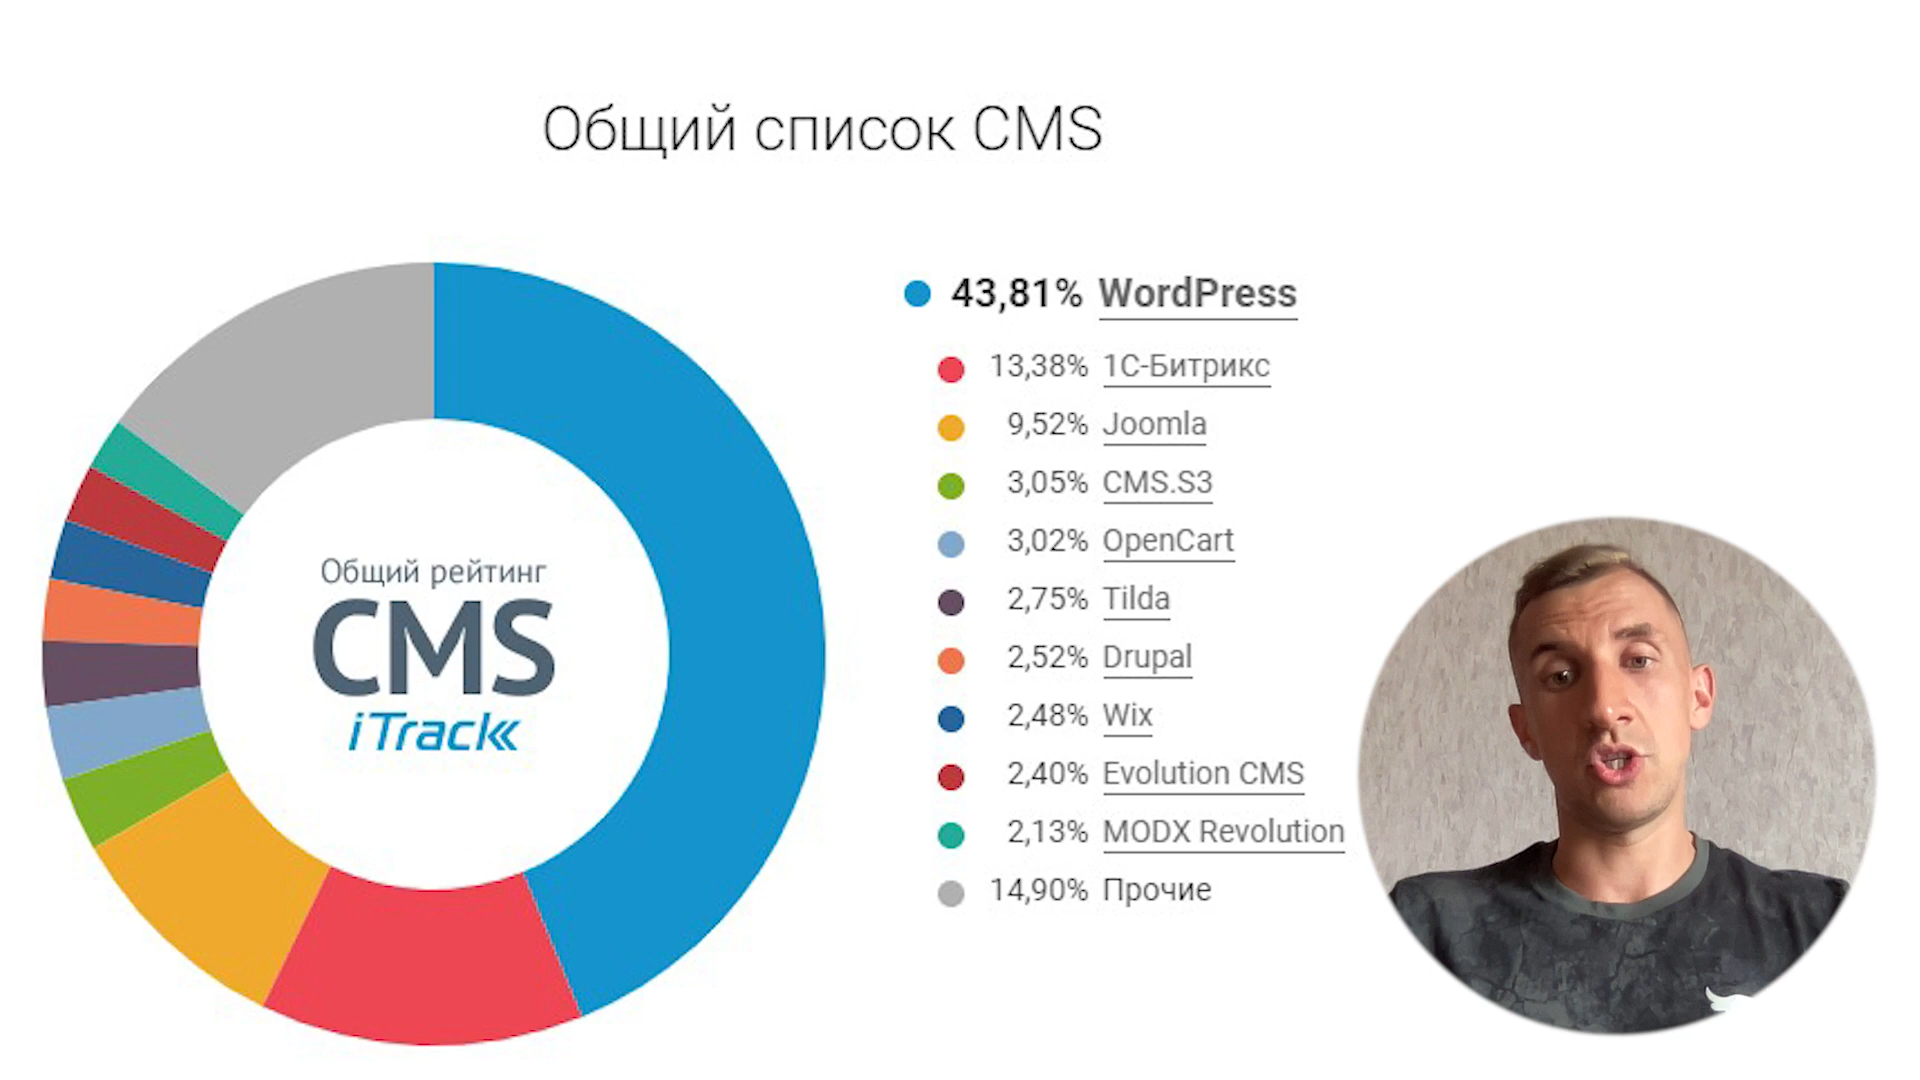 Общий список CMS
Общий рейтинг
CMS
iTrack
43,81% WordPress
13,38% 1С-Битрикс
9,52% Joomla
3,05% CMS.S3
3,02% OpenCart
2,75% Tilda
2,52% Drupal
2,48% Wix
2,40% Evolution CMS
2,13% MODX Revolution
14,90% Прочие